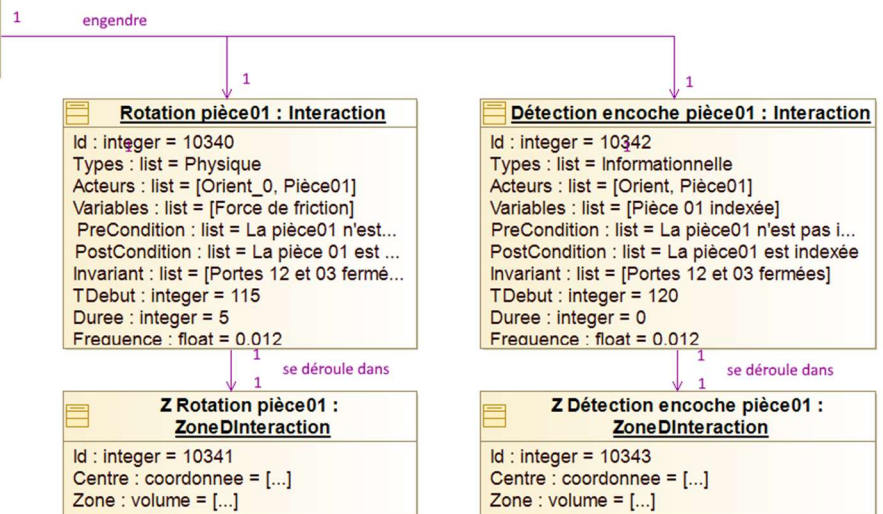 1 engendre
1 1
Rotation pièce01 : Interaction
Id : integer = 10340
1
Types : list = Physique
Acteurs : list = [Orient_0, Pièce01]
Variables : list = [Force de friction]
PreCondition : list = La pièce01 n'est...
PostCondition : list = La pièce 01 est ...
Invariant : list = [Portes 12 et 03 fermé...
TDebut : integer = 115
Duree : integer = 5
Frequence : float = 0.012
Détection encoche pièce01 : Interaction
Id : integer = 10342
1
Types : list = Informationnelle
Acteurs : list = [Orient, Pièce01]
Variables : list = [Pièce 01 indexée]
PreCondition : list = La pièce01 n'est pas i...
PostCondition : list = La pièce01 est indexée
Invariant : list = [Portes 12 et 03 fermées]
TDebut : integer = 120
Duree : integer = 0
Frequence : float = 0.012
1
se déroule dans
1
1
se déroule dans
1
Z Rotation pièce01 :
ZoneDInteraction
Id : integer = 10341
Centre : coordonnee = [...]
Zone : volume = [...]
Z Détection encoche pièce01 :
ZoneDInteraction
Id : integer = 10343
Centre : coordonnee = [...]
Zone : volume = [...]